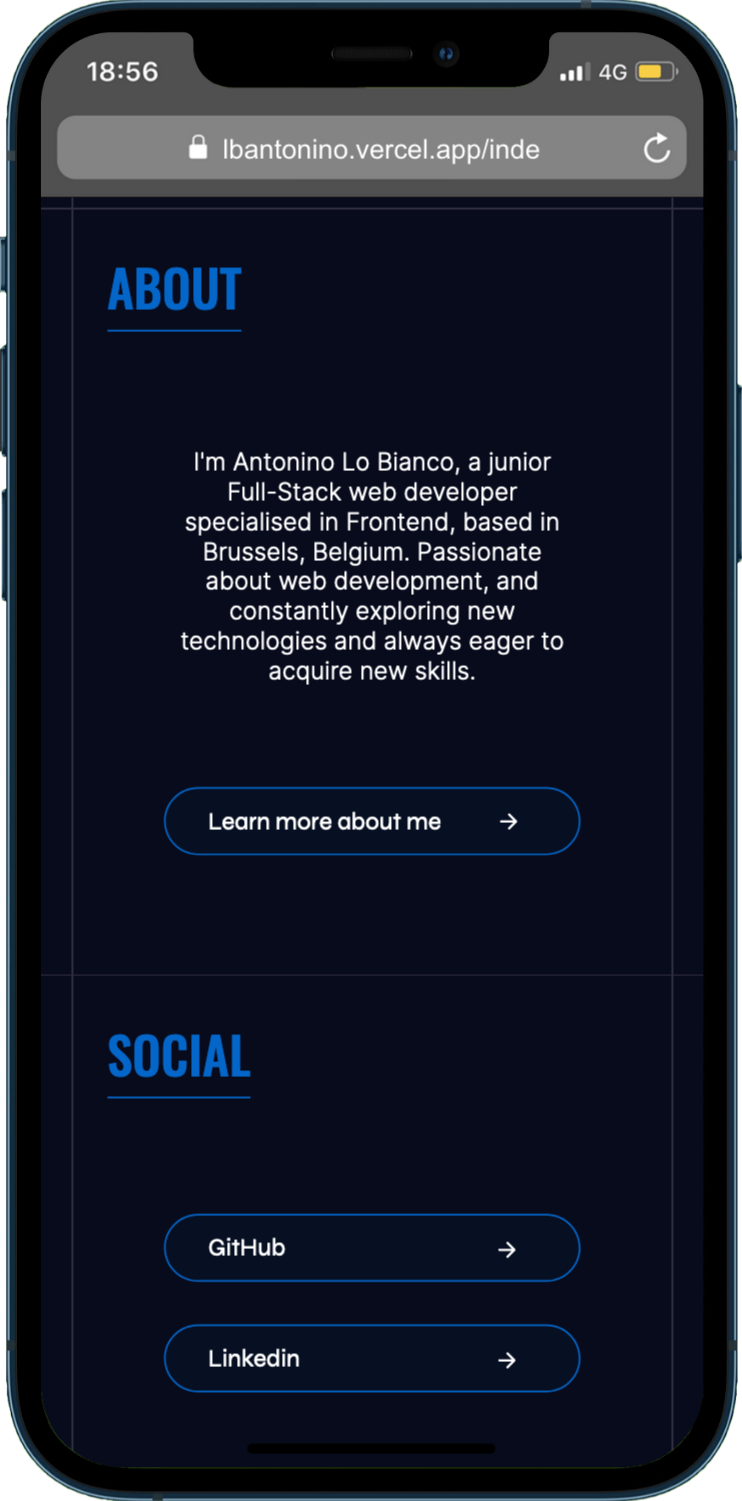 18:56
4G
lbantonino.vercel.app/inde
ABOUT
I'm Antonino Lo Bianco, a junior
Full-Stack web developer
specialised in Frontend, based in
Brussels, Belgium. Passionate
about web development, and
constantly exploring new
technologies and always eager to
acquire new skills.
Learn more about me →
SOCIAL
GitHub →
Linkedin →